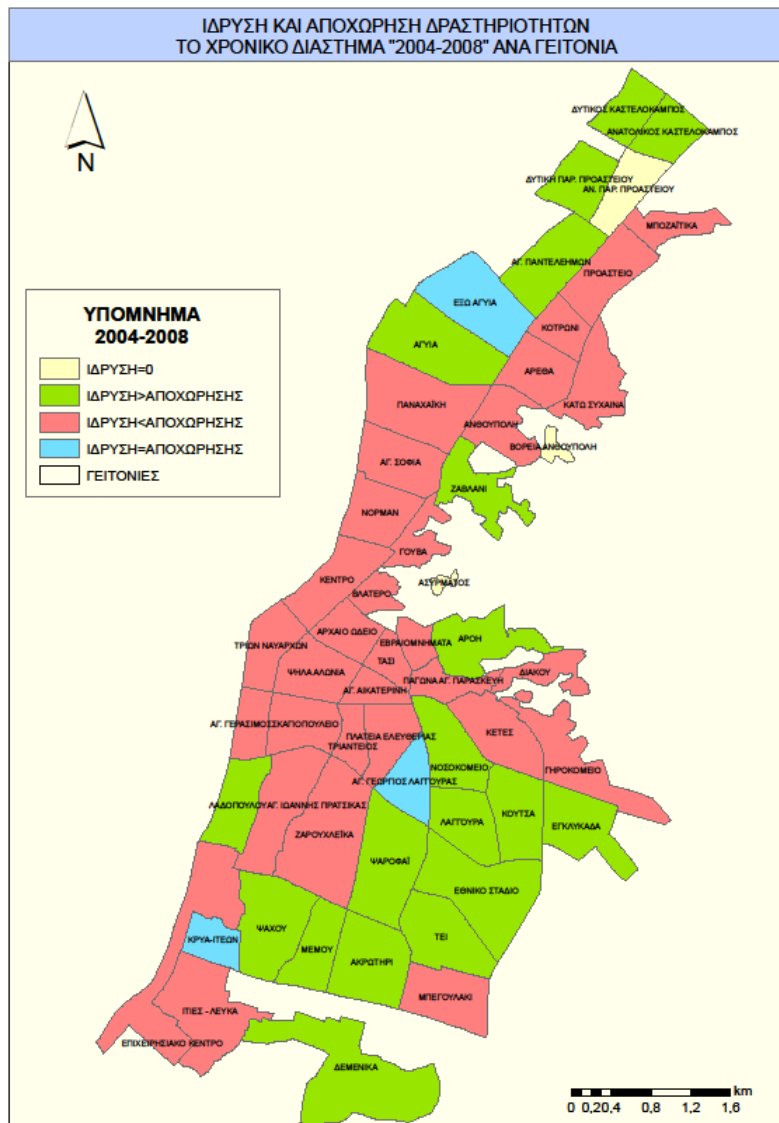 ΙΔΡΥΣΗ ΚΑΙ ΑΠΟΧΩΡΗΣΗ ΔΡΑΣΤΗΡΙΟΤΗΤΩΝ
ΤΟ ΧΡΟΝΙΚΟ ΔΙΑΣΤΗΜΑ "2004-2008" ΑΝΑ ΓΕΙΤΟΝΙΑ
N
ΔΥΤΙΚΟΣ ΚΑΣΤΕΛΟΚΑΜΠΟΣ
ΑΝΑΤΟΛΙΚΟΣ ΚΑΣΤΕΛΟΚΑΜΠΟΣ
ΔΥΤΙΚΗ ΠΑΡ. ΠΡΟΑΣΤΕΙΟΥ
ΑΝ. ΠΑΡ. ΠΡΟΑΣΤΕΙΟΥ
ΜΠΟΖΑΪΤΙΚΑ
ΑΓ. ΠΑΝΤΕΛΕΗΜΩΝ
ΠΡΟΑΣΤΕΙΟ
ΕΞΩ ΑΓΥΙΑ
ΚΟΤΡΩΝΙ
ΑΓΥΙΑ
ΑΡΕΘΑ
ΥΠΟΜΝΗΜΑ
2004-2008
ΙΔΡΥΣΗ=0
ΙΔΡΥΣΗ>ΑΠΟΧΩΡΗΣΗΣ
ΙΔΡΥΣΗ<ΑΠΟΧΩΡΗΣΗΣ
ΙΔΡΥΣΗ=ΑΠΟΧΩΡΗΣΗΣ
ΓΕΙΤΟΝΙΕΣ
ΠΑΝΑΧΑΪΚΗ
ΚΑΤΩ ΣΥΧΑΙΝΑ
ΑΝΘΟΥΠΟΛΗ
ΒΟΡΕΙΑ ΑΝΘΟΥΠΟΛΗ
ΑΓ. ΣΟΦΙΑ
ΖΑΒΛΑΝΙ
ΝΟΡΜΑΝ
ΓΟΥΒΑ
ΚΕΝΤΡΟ
ΑΣΥΡΜΑΤΟΣ
ΒΛΑΤΕΡΟ
ΑΡΧΑΙΟ ΩΔΕΙΟ
ΕΒΡΑΙΟΜΝΗΜΑΤΑ
ΑΡΟΗ
ΤΡΙΩΝ ΝΑΥΑΡΧΩΝ
ΤΑΣΙ
ΨΗΛΑ ΑΛΩΝΙΑ
ΠΑΓΩΝΑ
ΑΓ. ΠΑΡΑΣΚΕΥΗ
ΔΙΑΚΟΥ
ΑΓ. ΑΙΚΑΤΕΡΙΝΗ
ΑΓ. ΓΕΡΑΣΙΜΟΣ
ΣΚΑΓΙΟΠΟΥΛΕΙΟ
ΠΛΑΤΕΙΑ ΕΛΕΥΘΕΡΙΑΣ
ΚΕΤΕΣ
ΤΡΙΑΝΤΕΙΟΣ
ΝΟΣΟΚΟΜΕΙΟ
ΓΗΡΟΚΟΜΕΙΟ
ΑΓ. ΓΕΩΡΓΙΟΣ ΛΑΓΓΟΥΡΑΣ
ΛΑΔΟΠΟΥΛΟΥ
ΑΓ. ΙΩΑΝΝΗΣ ΠΡΑΤΣΙΚΑΣ
ΚΟΥΤΣΑ
ΛΑΓΓΟΥΡΑ
ΕΓΛΥΚΑΔΑ
ΖΑΡΟΥΧΛΕΪΚΑ
ΨΑΡΟΦΑΪ
ΕΘΝΙΚΟ ΣΤΑΔΙΟ
ΨΑΧΟΥ
ΤΕΙ
ΚΡΥΑ-ΙΤΕΩΝ
ΜΕΜΟΥ
ΑΚΡΩΤΗΡΙ
ΜΠΕΓΟΥΛΑΚΙ
ΙΤΙΕΣ - ΛΕΥΚΑ
ΕΠΙΧΕΙΡΗΣΙΑΚΟ ΚΕΝΤΡΟ
ΔΕΜΕΝΙΚΑ
km
0 0,20,4 0,8 1,2 1,6